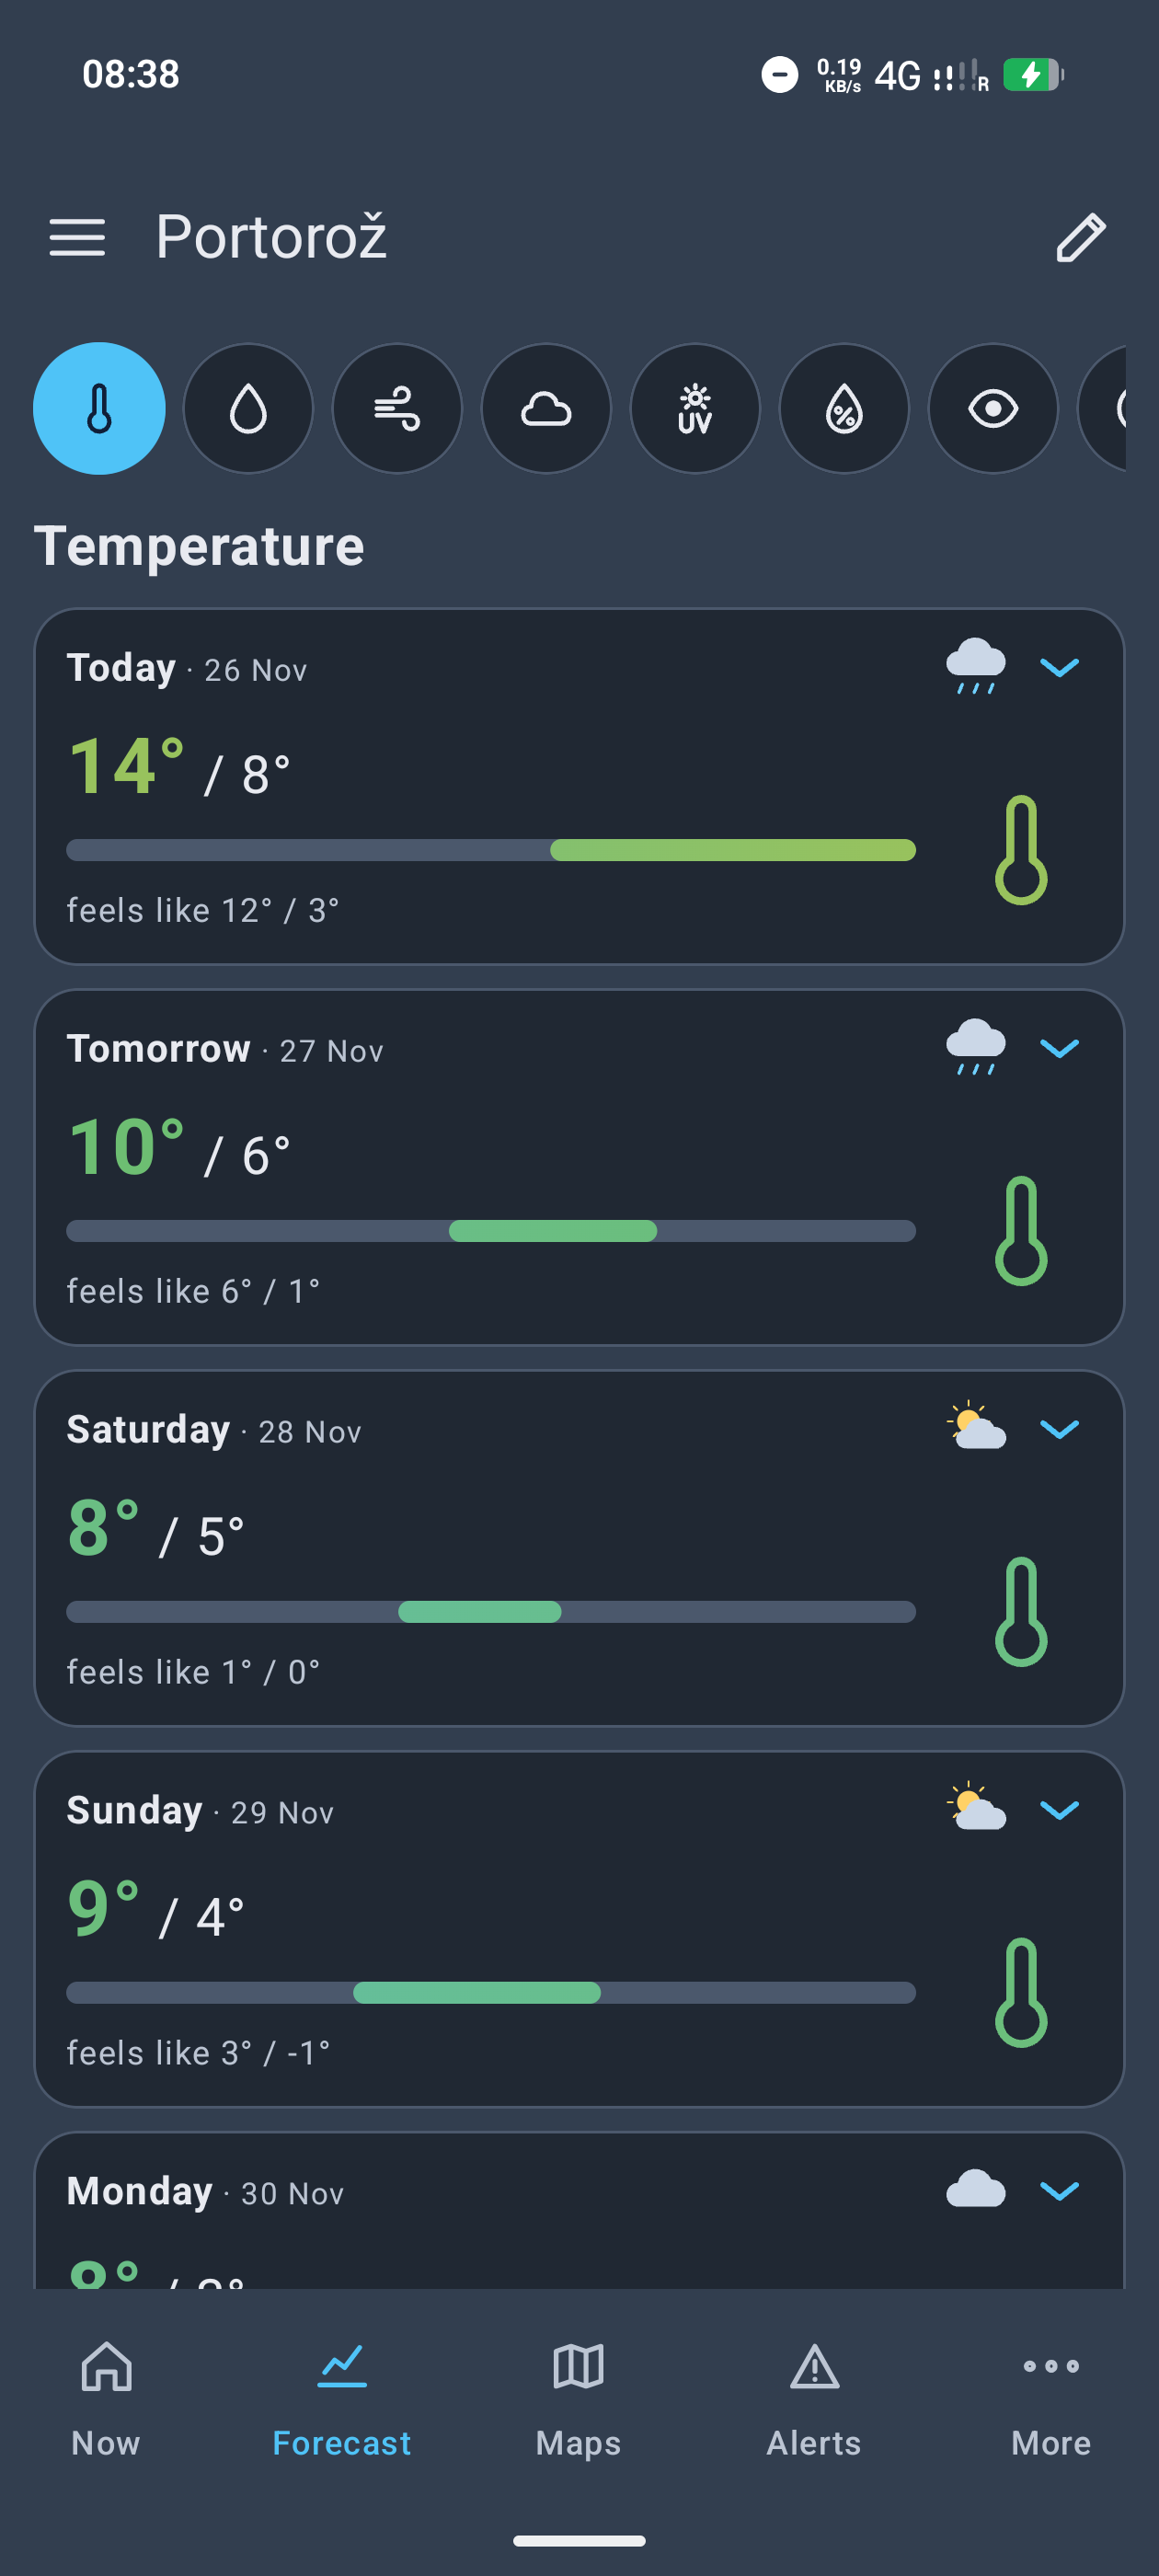 08:38
0.19
KB/s
4G
R
Portorož
UV
Temperature
Today · 26 Nov
14° / 8°
feels like 12° / 3°
Tomorrow · 27 Nov
10° / 6°
feels like 6° / 1°
Saturday · 28 Nov
8° / 5°
feels like 1° / 0°
Sunday · 29 Nov
9° / 4°
feels like 3° / -1°
Monday · 30 Nov
8° /
Now
Forecast
Maps
Alerts
More